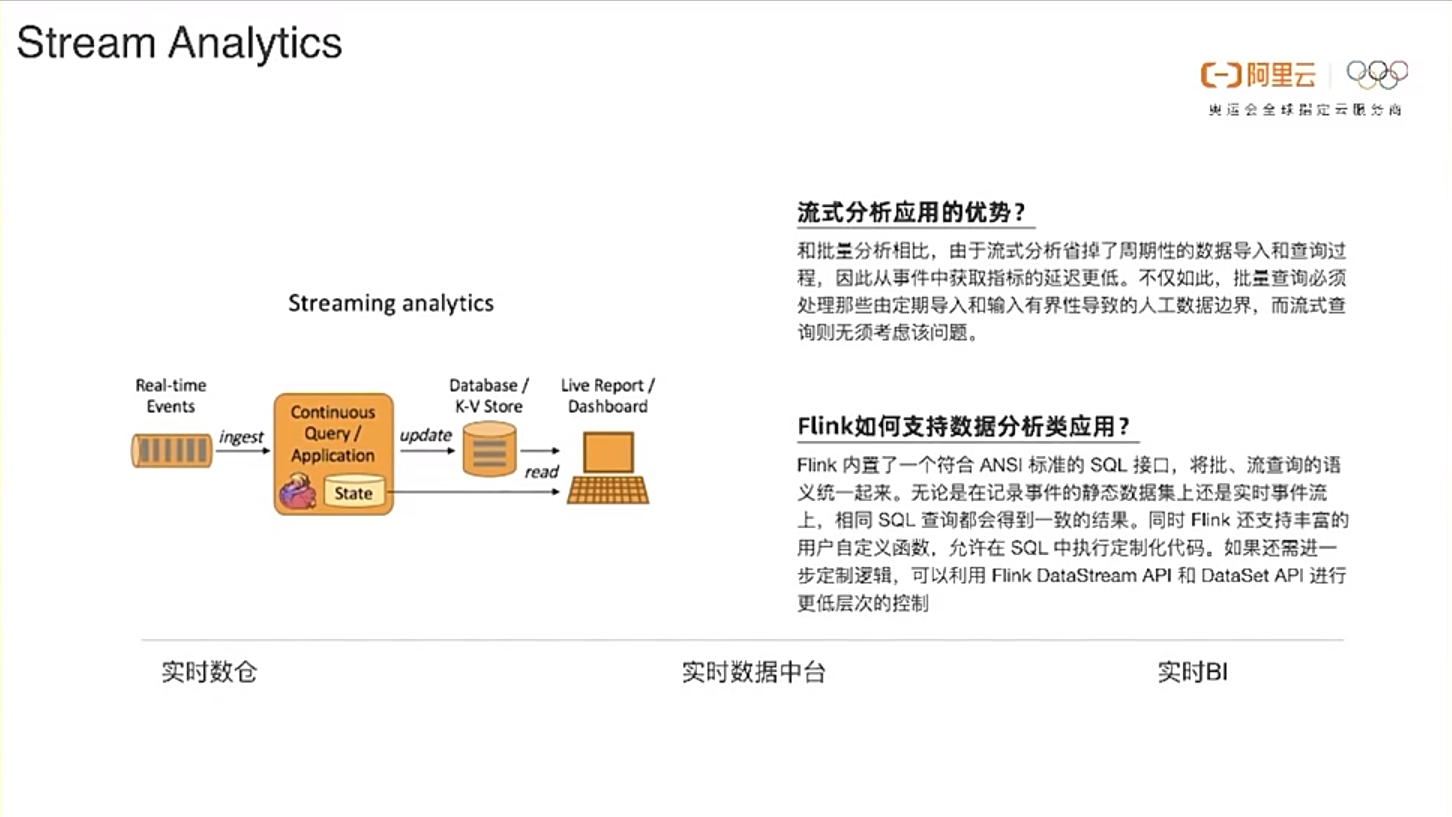 Stream Analytics
阿里云
奥运会全球指定云服务商
Streaming analytics
Real-time
Events
ingest
Continuous
Query /
Application
State
update
Database /
K-V Store
read
Live Report /
Dashboard
流式分析应用的优势？
和批量分析相比，由于流式分析省掉了周期性的数据导入和查询过
程，因此从事件中获取指标的延迟更低。不仅如此，批量查询必须
处理那些由定期导入和输入有界性导致的人工数据边界，而流式查
询则无须考虑该问题。
Flink如何支持数据分析类应用？
Flink 内置了一个符合 ANSI 标准的 SQL 接口，将批、流查询的语
义统一起来。无论是在记录事件的静态数据集上还是实时事件流
上，相同 SQL 查询都会得到一致的结果。同时 Flink 还支持丰富的
用户自定义函数，允许在 SQL 中执行定制化代码。如果还需进一
步定制逻辑，可以利用 Flink DataStream API 和 DataSet API 进行
更低层次的控制
实时数仓
实时数据中台
实时BI